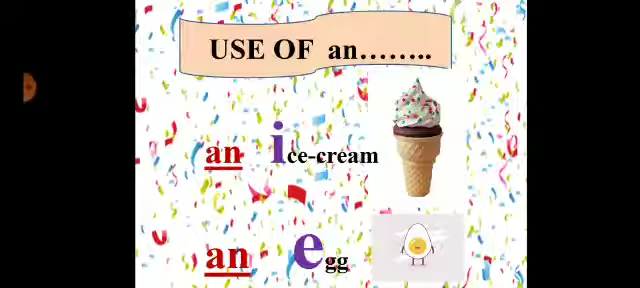 USE OF an……..
an ice-cream
an egg